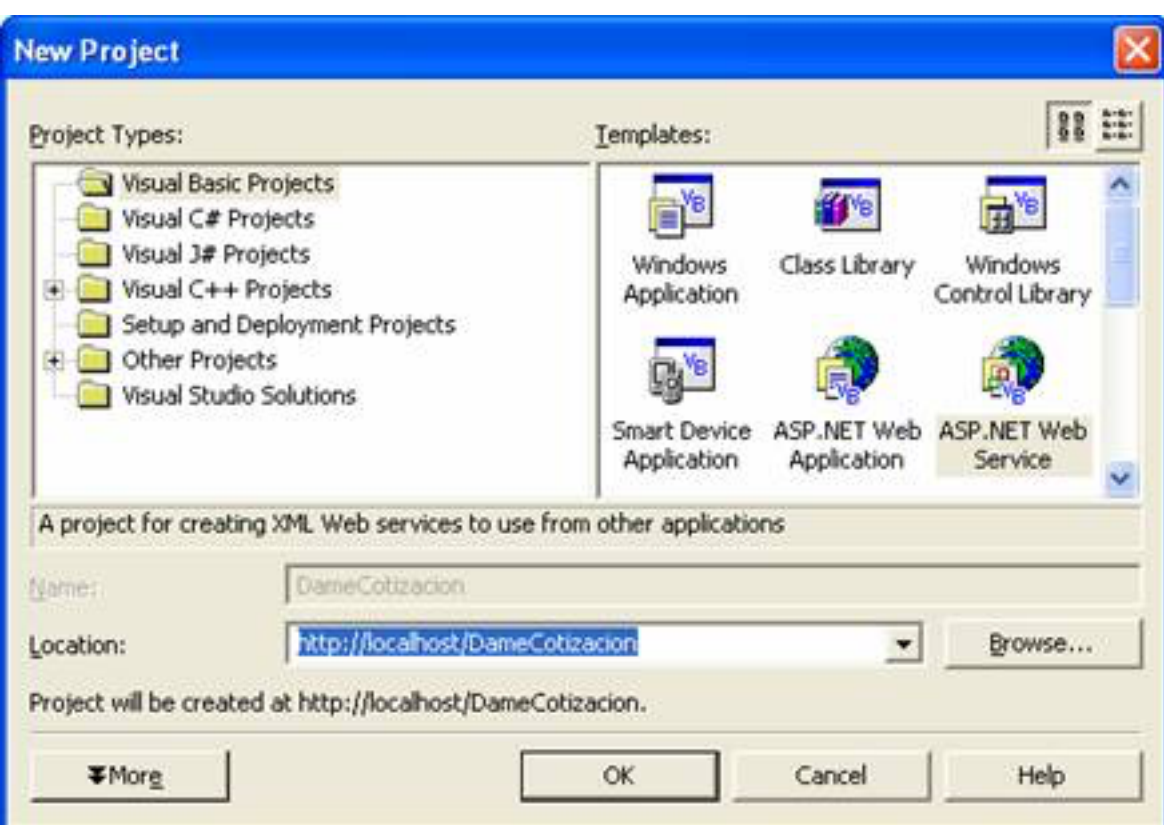 New Project
Project Types:
Templates:
Visual Basic Projects
Visual C# Projects
Visual J# Projects
Visual C++ Projects
Setup and Deployment Projects
Other Projects
Visual Studio Solutions
Windows
Application
Class Library
Windows
Control Library
Smart Device
Application
ASP.NET Web
Application
ASP.NET Web
Service
A project for creating XML Web services to use from other applications
Name:
DameCotizacion
Location:
http://localhost/DameCotizacion
Browse...
Project will be created at http://localhost/DameCotizacion.
More
OK
Cancel
Help